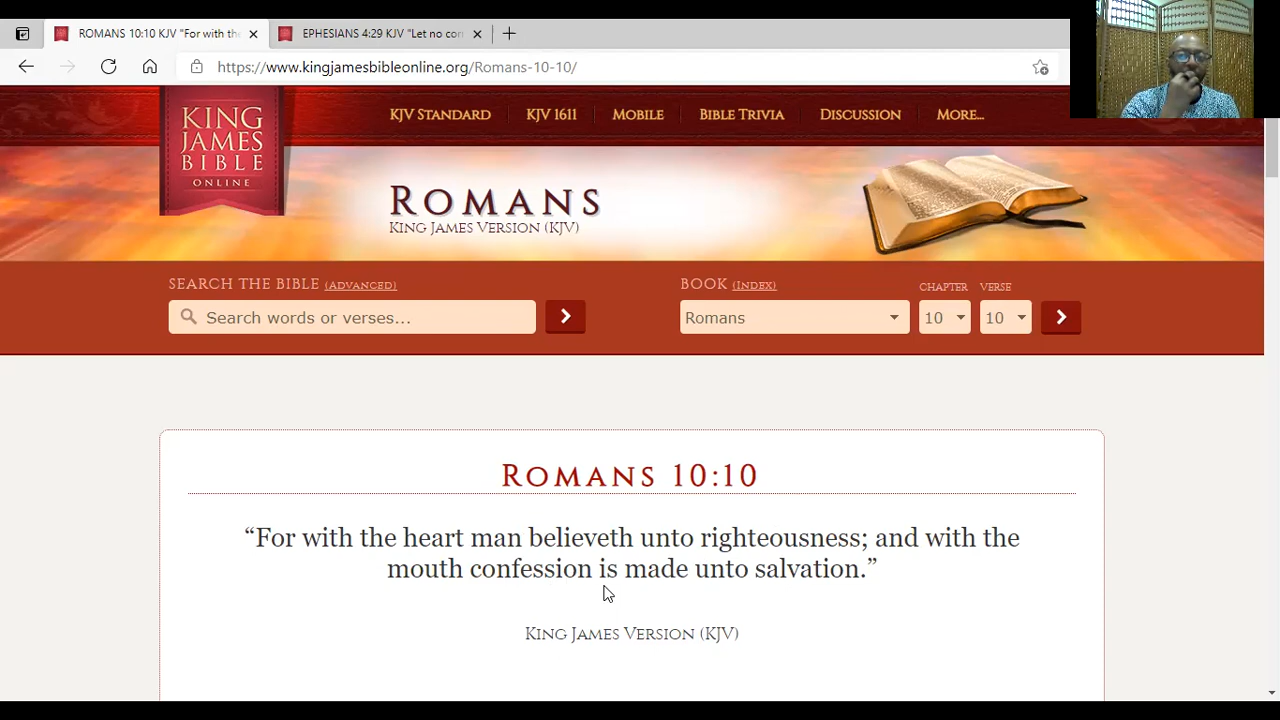 ROMANS 10:10 KJV "For with the
EPHESIANS 4:29 KJV "Let no cor
https://www.kingjamesbibleonline.org/Romans-10-10/
KING
JAMES
BIBLE
ONLINE
KJV STANDARD
KJV 1611
MOBILE
BIBLE TRIVIA
DISCUSSION
MORE...
ROMANS
KING JAMES VERSION (KJV)
SEARCH THE BIBLE (ADVANCED)
BOOK (INDEX)
CHAPTER
VERSE
Search words or verses...
Romans
10
10
ROMANS 10:10
“For with the heart man believeth unto righteousness; and with the
mouth confession is made unto salvation.”
KING JAMES VERSION (KJV)